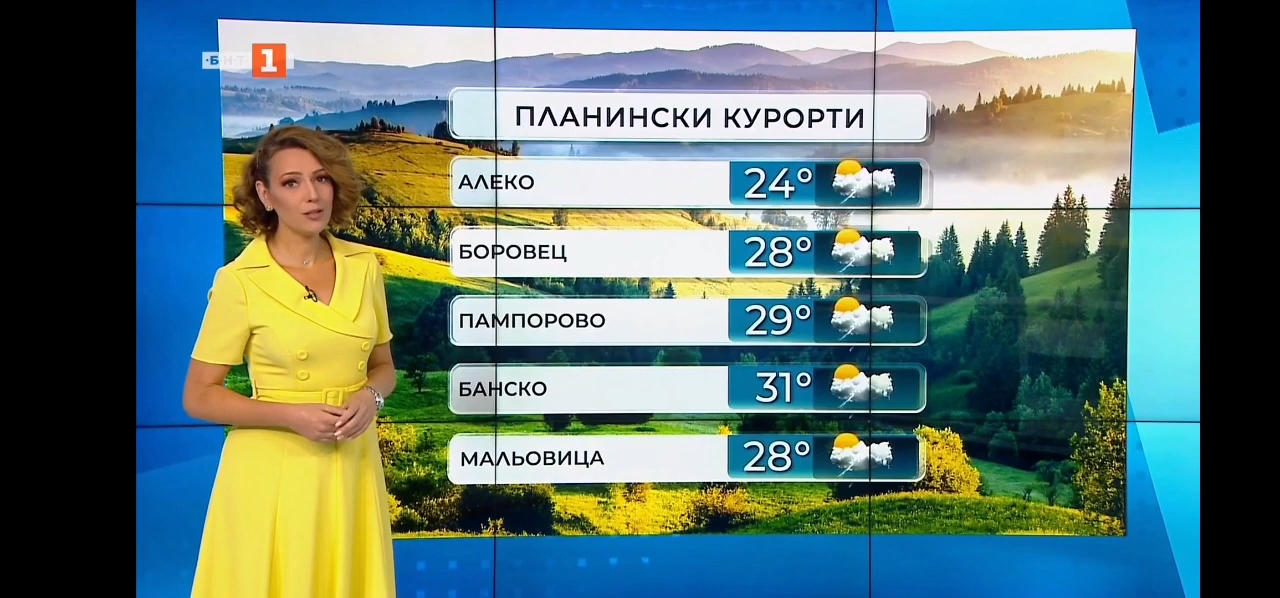 ·БНТ 1
ПЛАНИНСКИ КУРОРТИ
АЛЕКО 24°
БОРОВЕЦ 28°
ПАМПОРОВО 29°
БАНСКО 31°
МАЛЬОВИЦА 28°